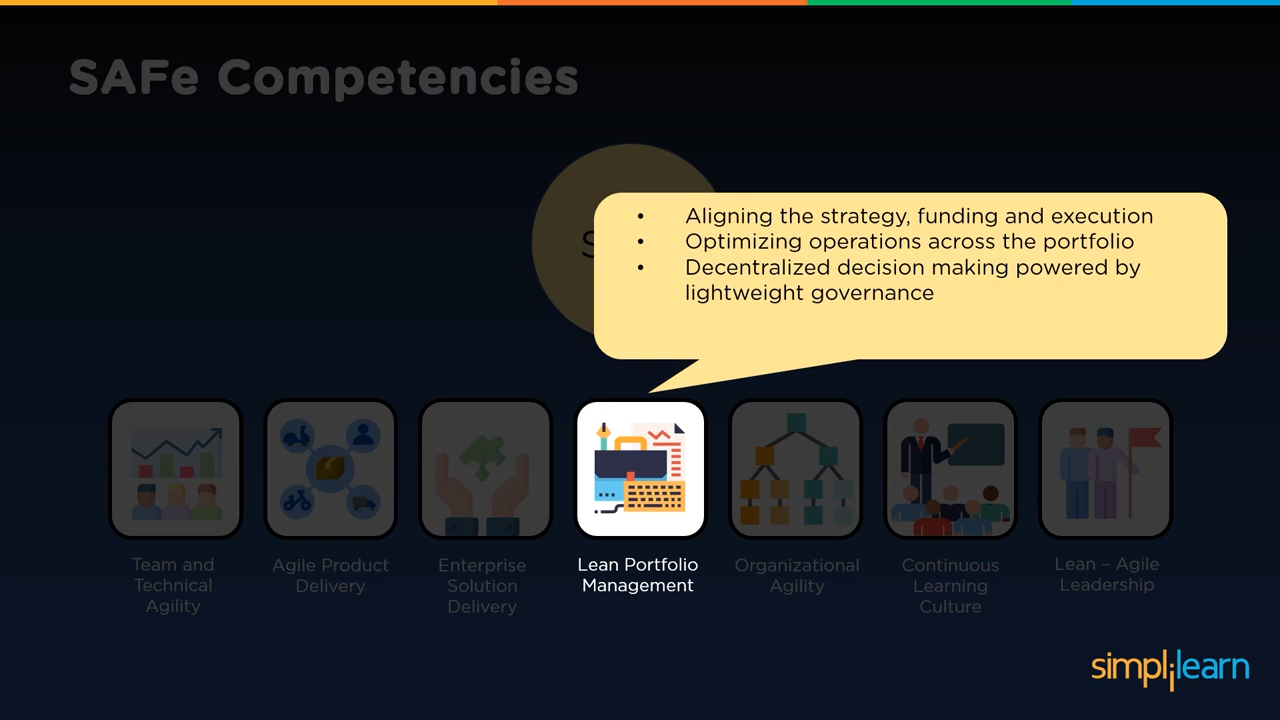 SAFe Competencies
S
• Aligning the strategy, funding and execution
• Optimizing operations across the portfolio
• Decentralized decision making powered by
lightweight governance
Team and
Technical
Agility
Agile Product
Delivery
Enterprise
Solution
Delivery
Lean Portfolio
Management
Organizational
Agility
Continuous
Learning
Culture
Lean – Agile
Leadership
simplilearn